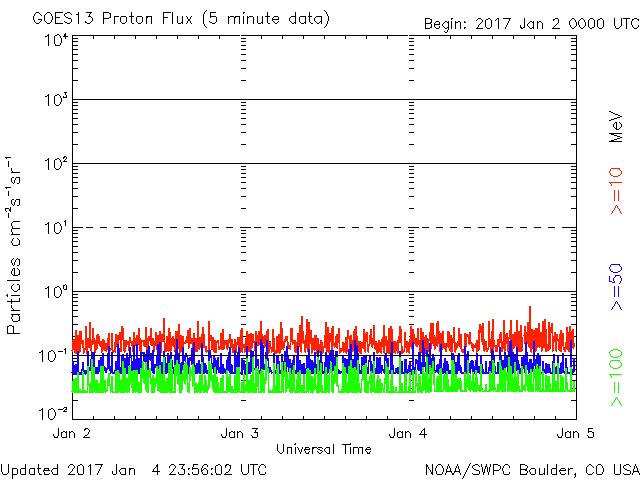 GOES13 Proton Flux (5 minute data)
Begin: 2017 Jan 2 0000 UTC
10⁴
10³
10²
10¹
10⁰
10⁻¹
10⁻²
Particles cm⁻²s⁻¹sr⁻¹
MeV
>=10
>=50
>=100
Jan 2
Jan 3
Jan 4
Jan 5
Universal Time
Updated 2017 Jan 4 23:56:02 UTC
NOAA/SWPC Boulder, CO USA